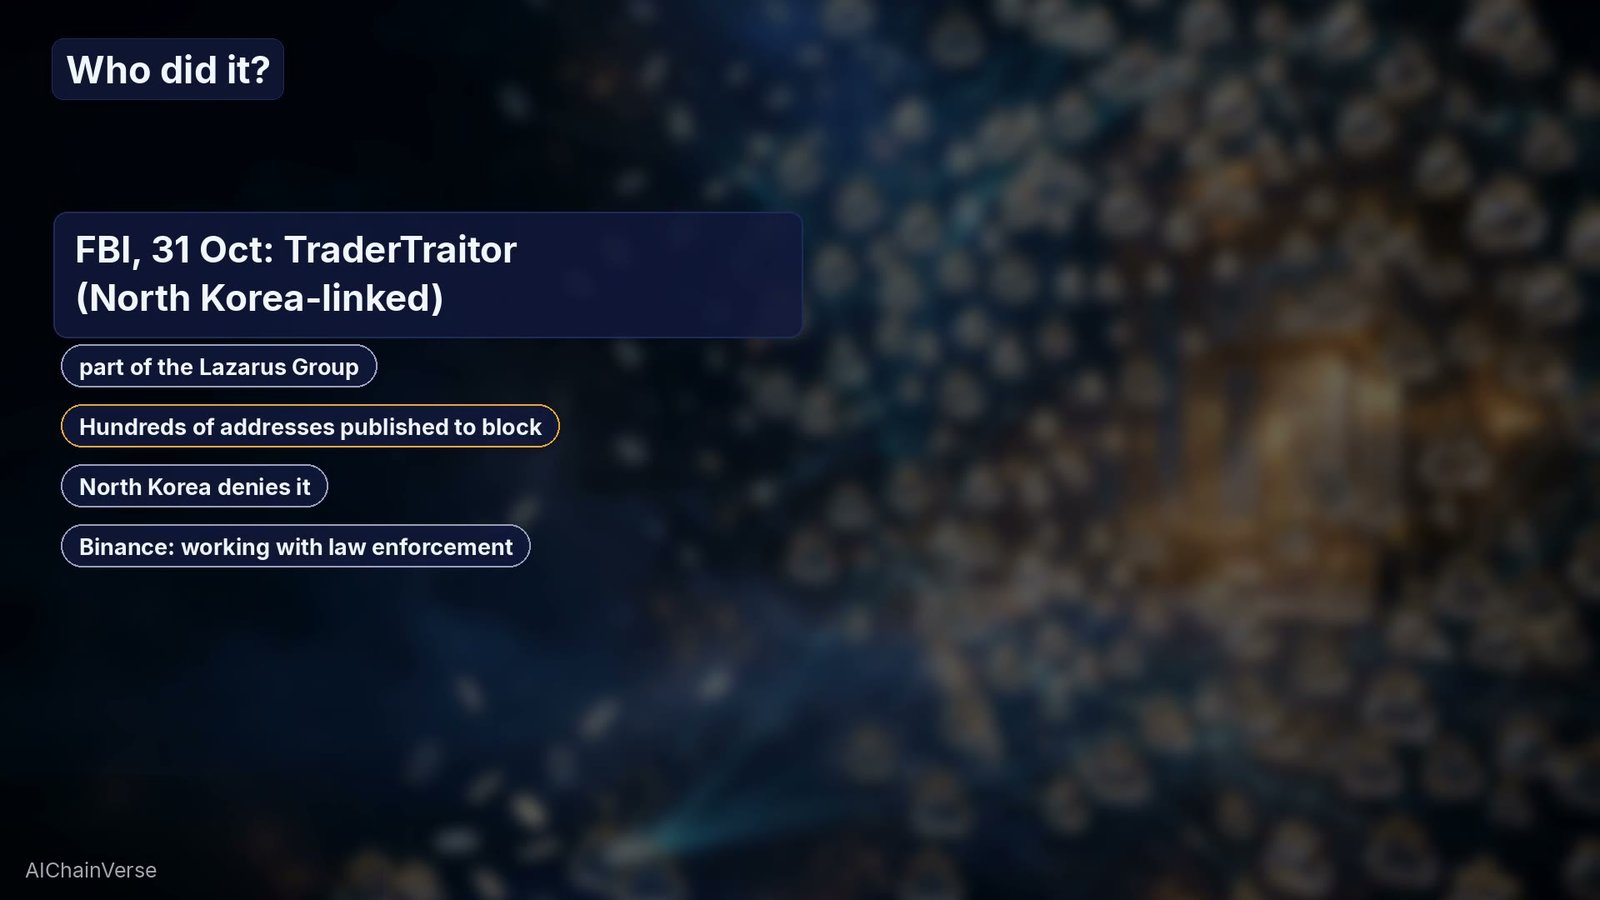 Who did it?
FBI, 31 Oct: TraderTraitor
(North Korea-linked)
part of the Lazarus Group
Hundreds of addresses published to block
North Korea denies it
Binance: working with law enforcement
AIChainVerse